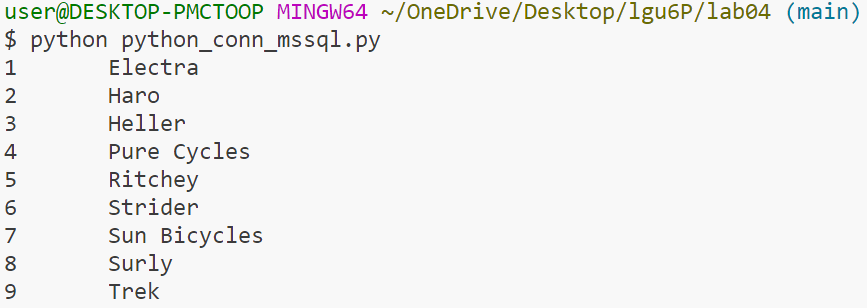 user@DESKTOP-PMCTOOP MINGW64 ~/OneDrive/Desktop/lgu6P/lab04 (main)
$ python python_conn_mssql.py
1 Electra
2 Haro
3 Heller
4 Pure Cycles
5 Ritchey
6 Strider
7 Sun Bicycles
8 Surly
9 Trek